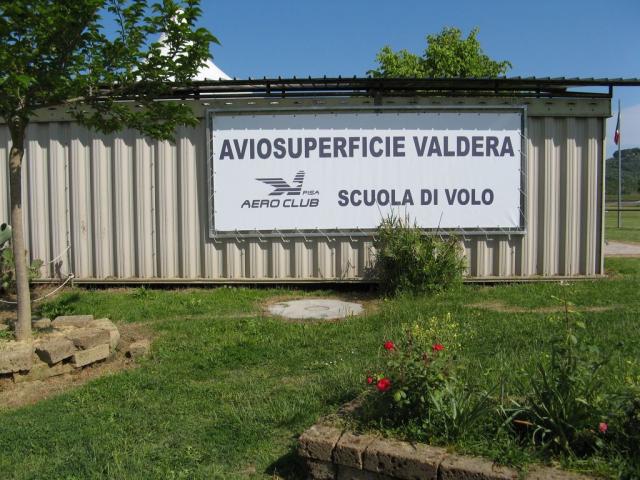 AVIOSUPERFICIE VALDERA
PISA
AERO CLUB
SCUOLA DI VOLO